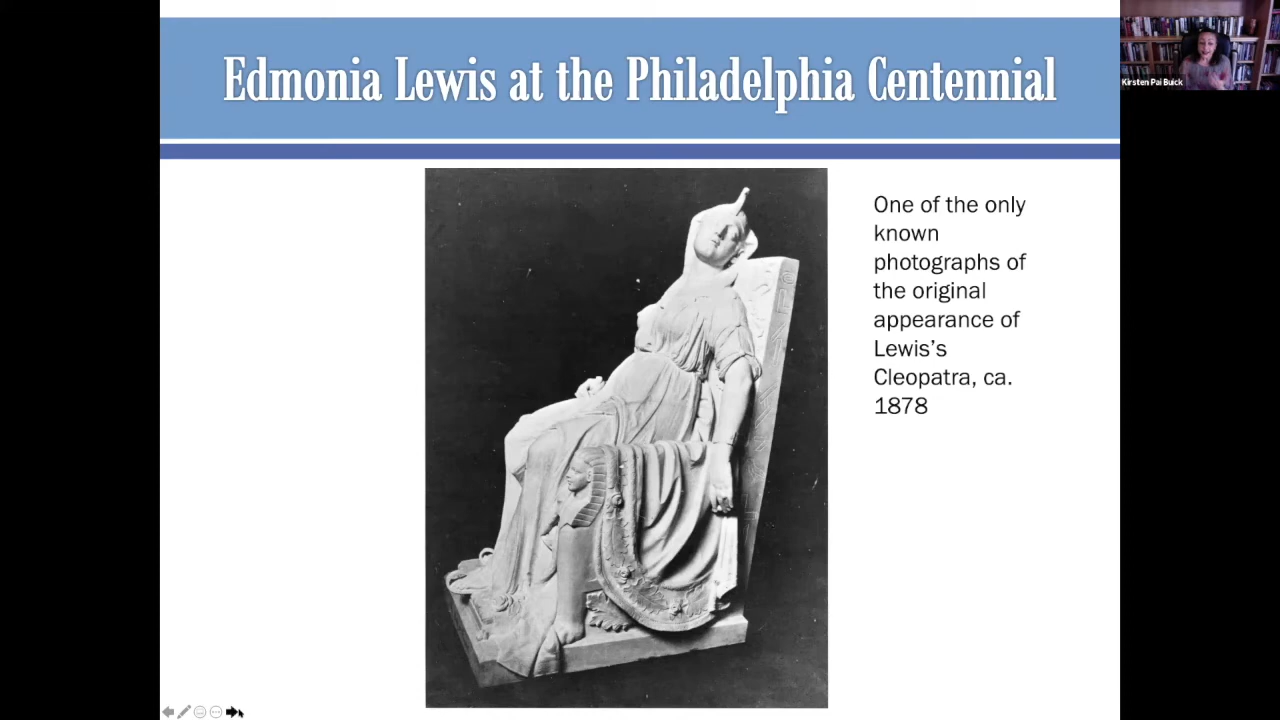 Edmonia Lewis at the Philadelphia Centennial
Kirsten Pai Buick
One of the only
known
photographs of
the original
appearance of
Lewis’s
Cleopatra, ca.
1878